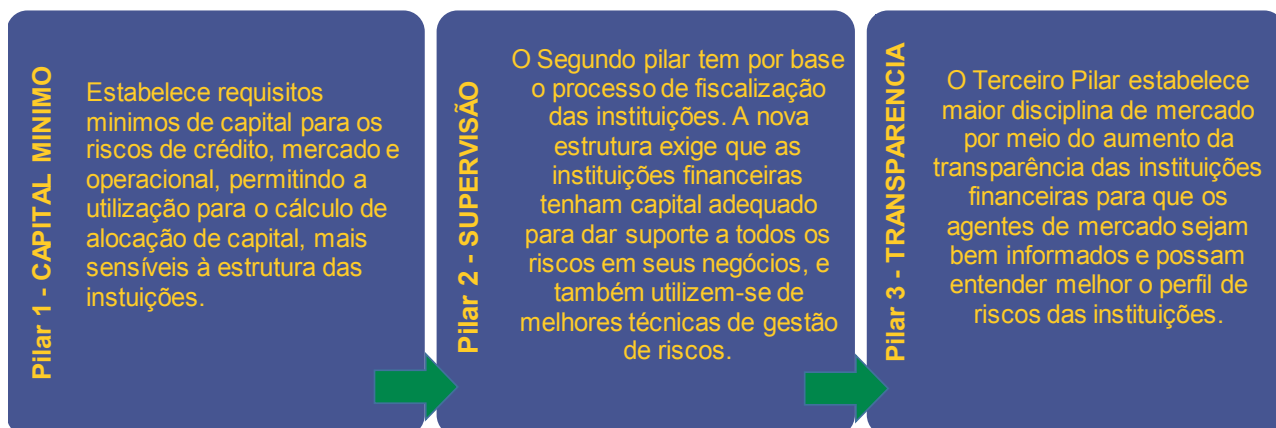 Pilar 1 - CAPITAL MINIMO
Estabelece requisitos
minimos de capital para os
riscos de crédito, mercado e
operacional, permitindo a
utilização para o cálculo de
alocação de capital, mais
sensíveis à estrutura das
instuições.
Pilar 2 - SUPERVISÃO
O Segundo pilar tem por base
o processo de fiscalização
das instituições. A nova
estrutura exige que as
instituições financeiras
tenham capital adequado
para dar suporte a todos os
riscos em seus negócios, e
também utilizem-se de
melhores técnicas de gestão
de riscos.
Pilar 3 - TRANSPARENCIA
O Terceiro Pilar estabelece
maior disciplina de mercado
por meio do aumento da
transparência das instituições
financeiras para que os
agentes de mercado sejam
bem informados e possam
entender melhor o perfil de
riscos das instituições.